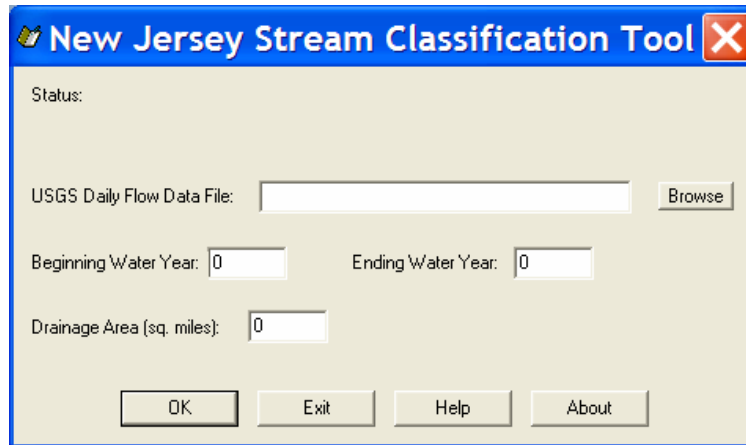 New Jersey Stream Classification Tool
Status:
USGS Daily Flow Data File: Browse
Beginning Water Year: 0 Ending Water Year: 0
Drainage Area (sq. miles): 0
OK Exit Help About